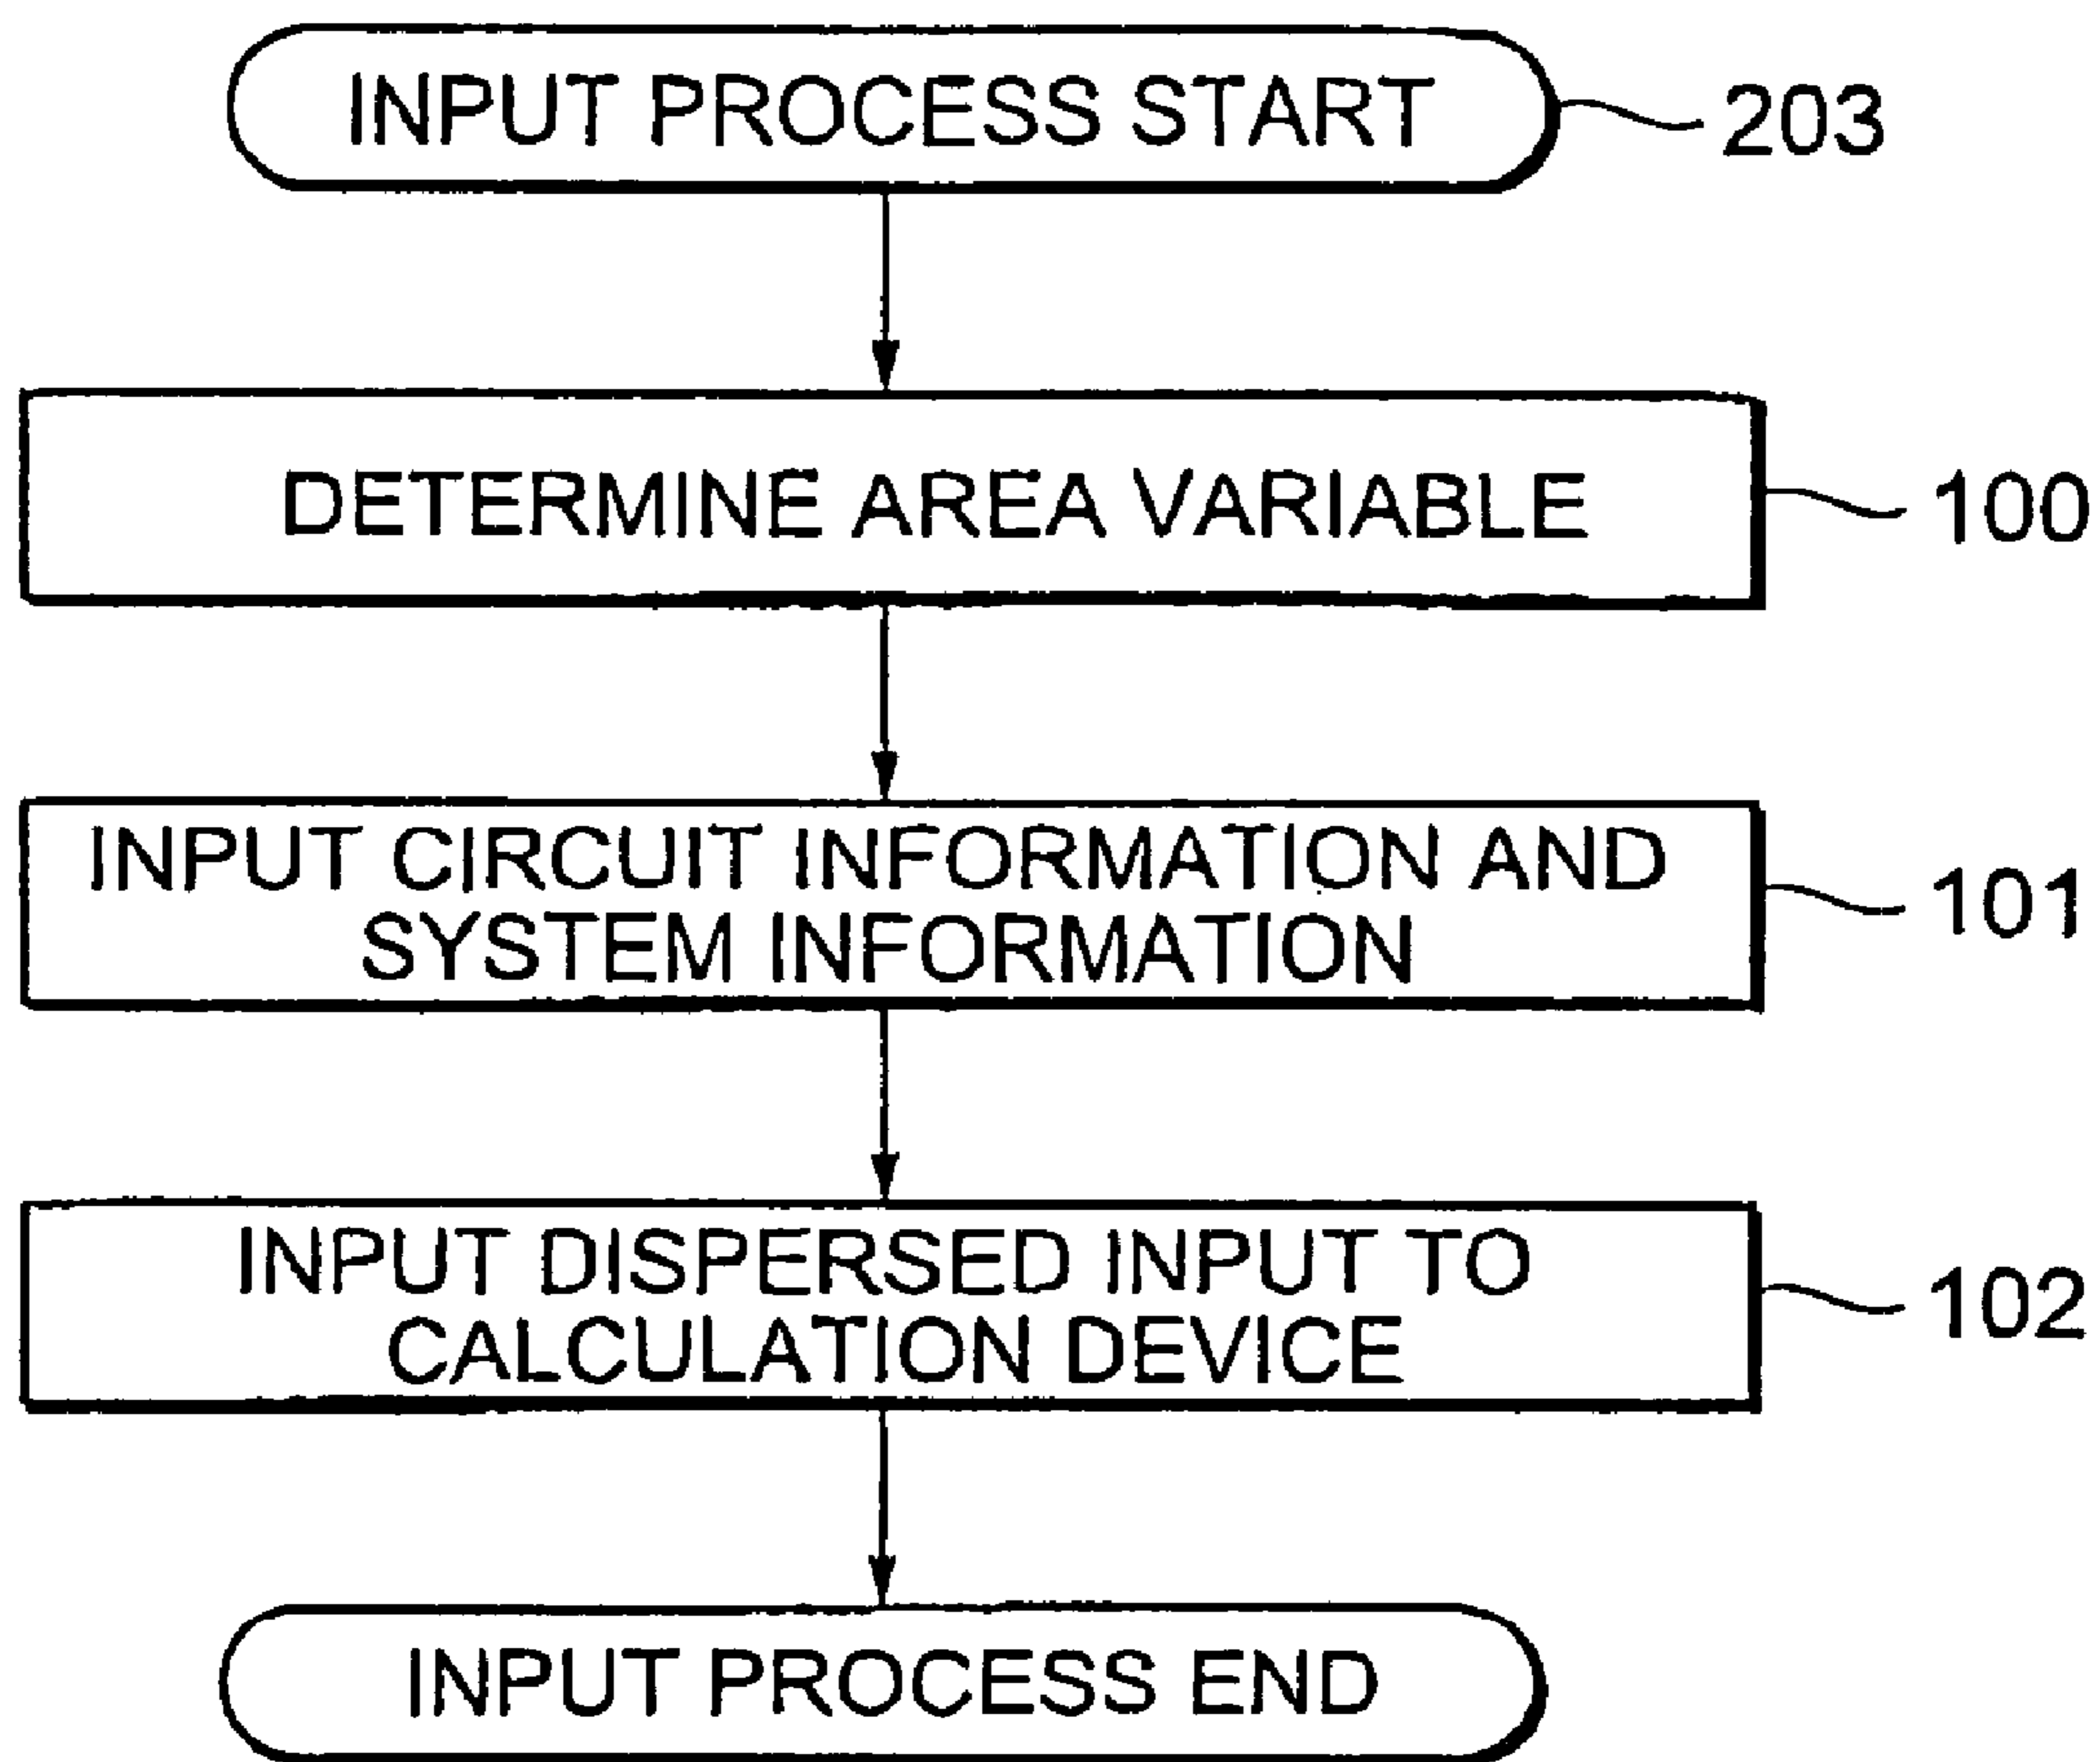 INPUT PROCESS START
203
DETERMINE AREA VARIABLE
100
INPUT CIRCUIT INFORMATION AND
SYSTEM INFORMATION
101
INPUT DISPERSED INPUT TO
CALCULATION DEVICE
102
INPUT PROCESS END